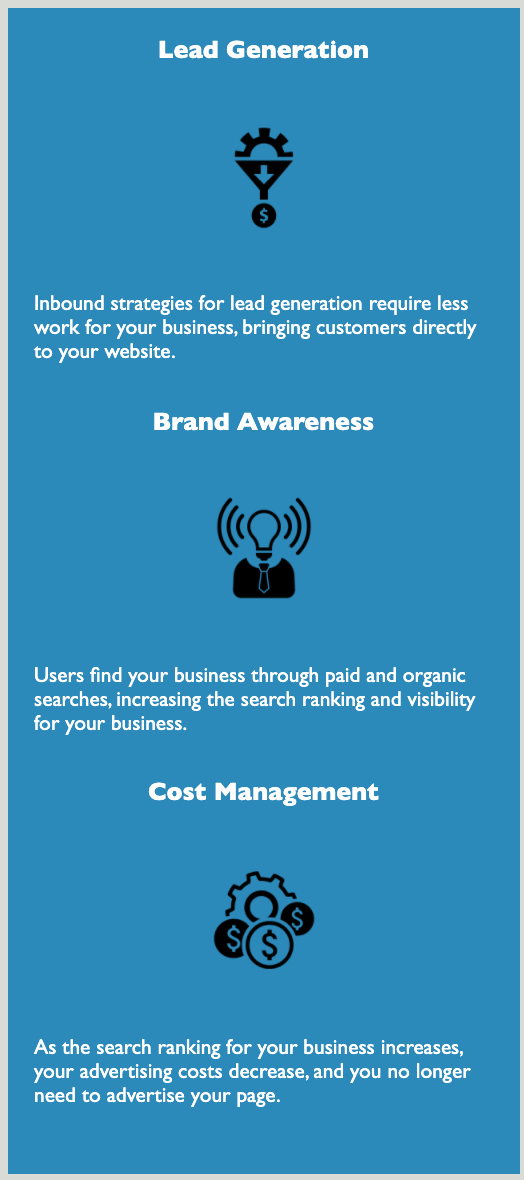 Lead Generation
$
Inbound strategies for lead generation require less
work for your business, bringing customers directly
to your website.
Brand Awareness
Users find your business through paid and organic
searches, increasing the search ranking and visibility
for your business.
Cost Management
$ $ $
As the search ranking for your business increases,
your advertising costs decrease, and you no longer
need to advertise your page.